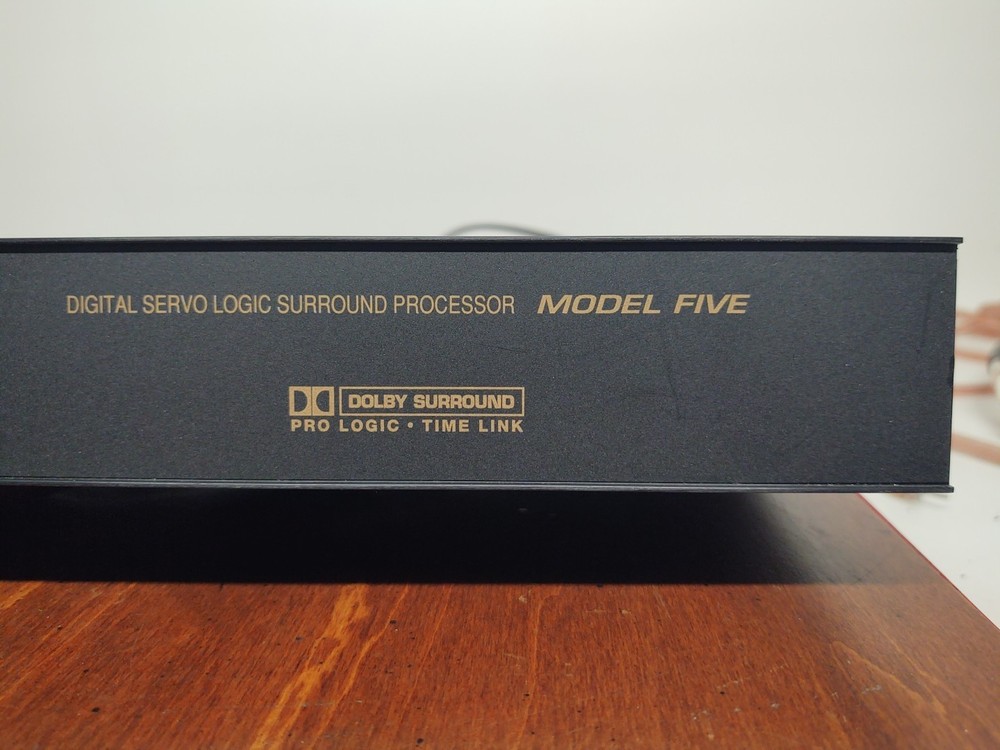 DIGITAL SERVO LOGIC SURROUND PROCESSOR MODEL FIVE
DOLBY SURROUND
PRO LOGIC • TIME LINK